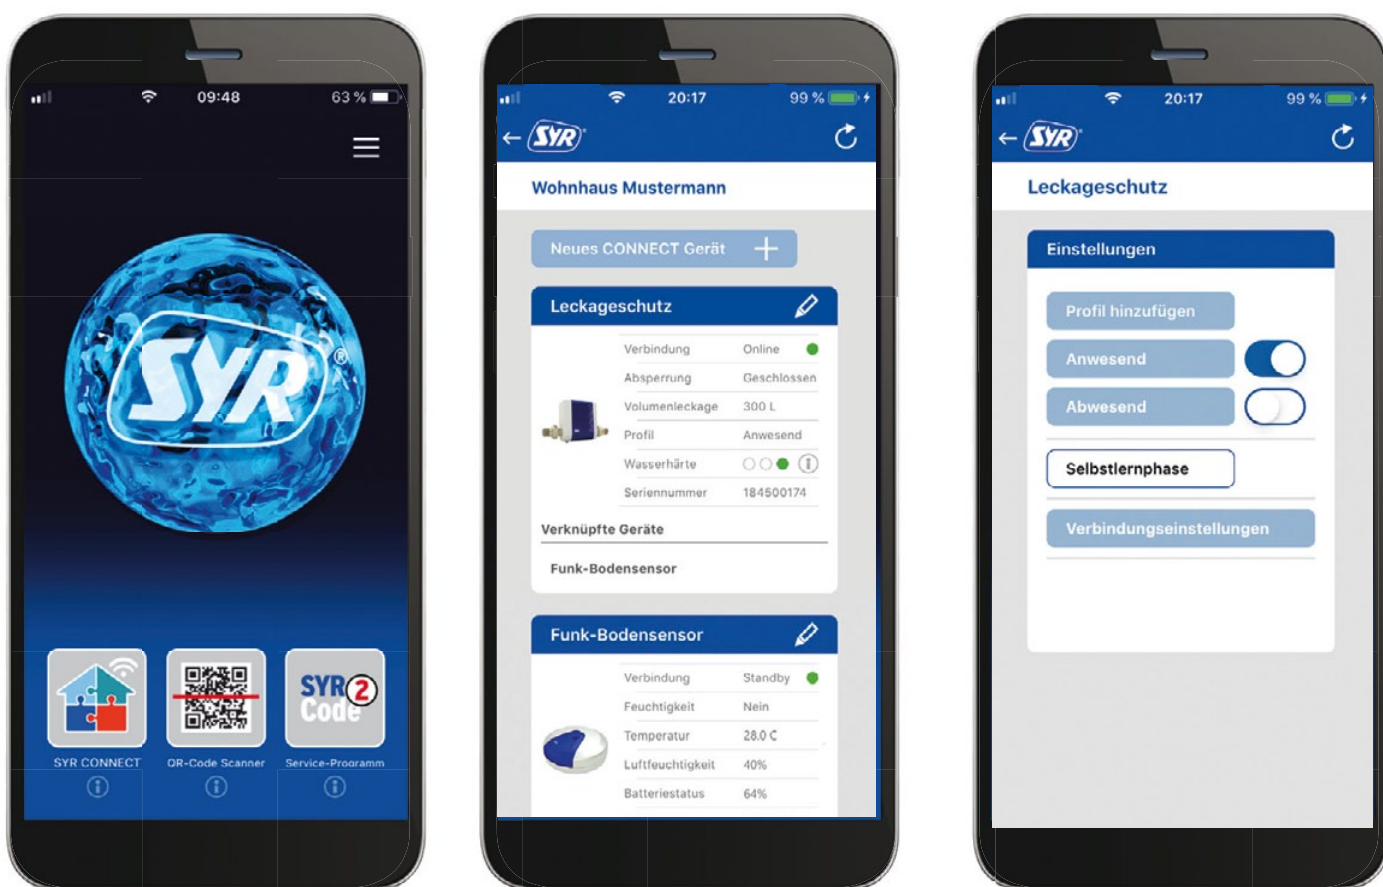 09:48
63 %
SYR®
SYR CONNECT
QR-Code Scanner
SYR 2
Code
Service-Programm
20:17
99 %
SYR®
Wohnhaus Mustermann
Neues CONNECT Gerät
Leckageschutz
Verbindung Online
Absperrung Geschlossen
Volumenleckage 300 L
Profil Anwesend
Wasserhärte
Seriennummer 184500174
Verknüpfte Geräte
Funk-Bodensensor
Funk-Bodensensor
Verbindung Standby
Feuchtigkeit Nein
Temperatur 28.0 C
Luftfeuchtigkeit 40%
Batteriestatus 64%
20:17
99 %
SYR®
Leckageschutz
Einstellungen
Profil hinzufügen
Anwesend
Abwesend
Selbstlernphase
Verbindungseinstellungen